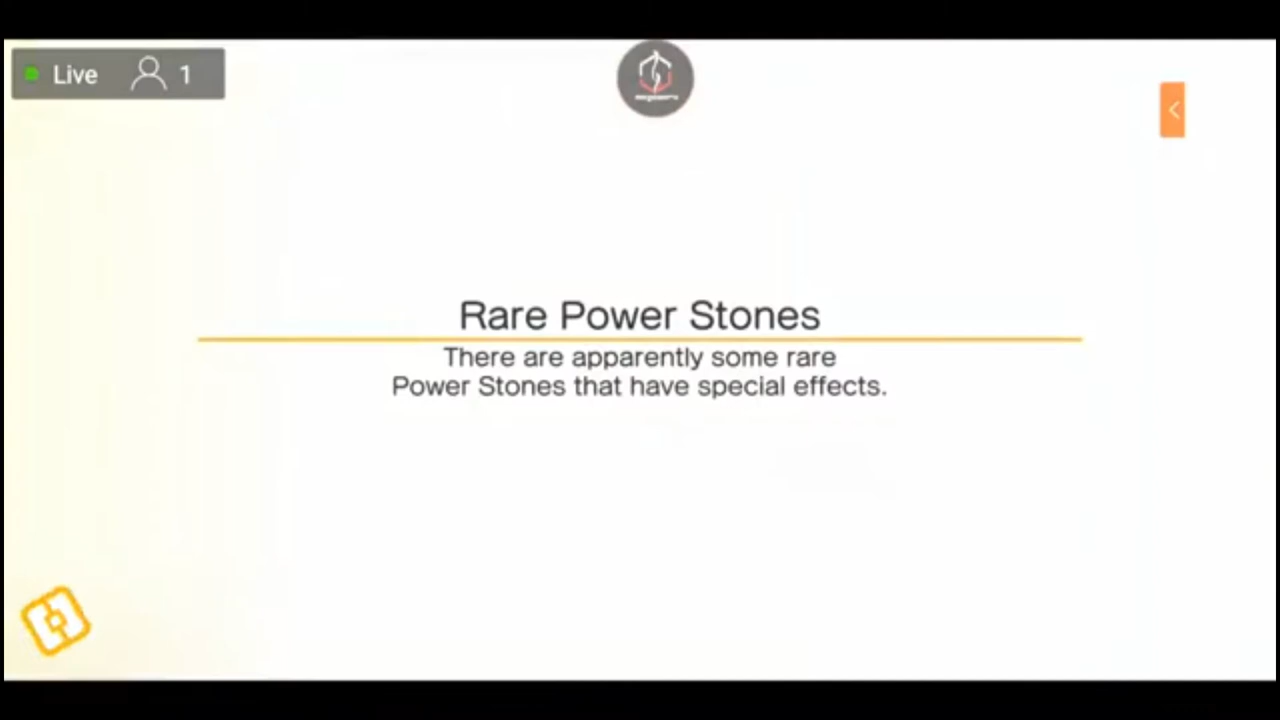 Live 1
Rare Power Stones
There are apparently some rare
Power Stones that have special effects.